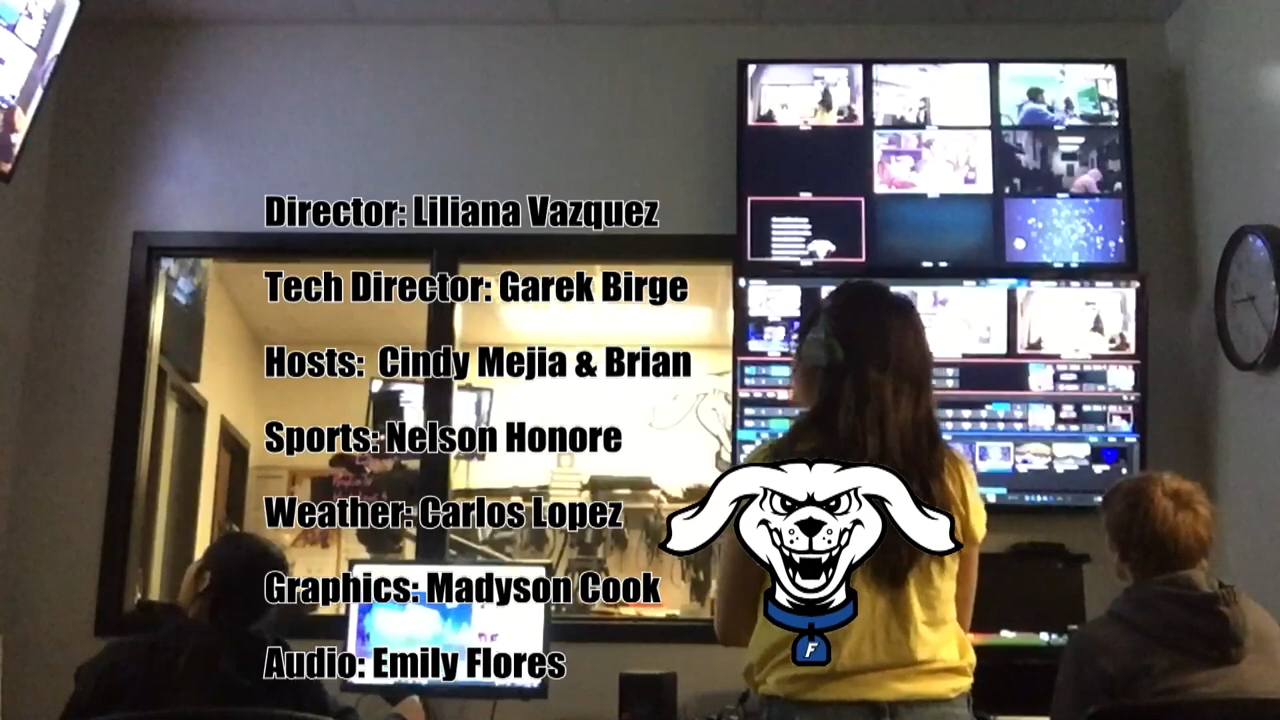 Director: Liliana Vazquez
Tech Director: Garek Birge
Hosts: Cindy Mejia & Brian
Sports: Nelson Honore
Weather: Carlos Lopez
Graphics: Madyson Cook
Audio: Emily Flores
F